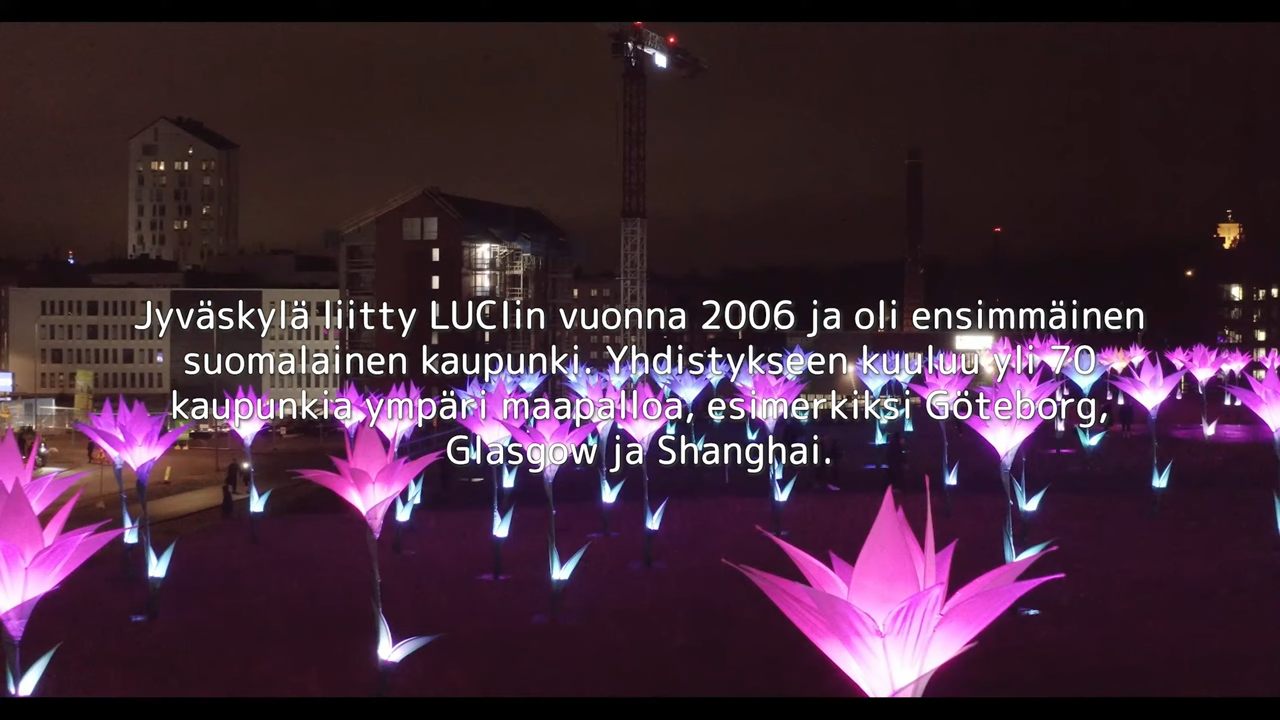 Jyväskylä liitty LUCIin vuonna 2006 ja oli ensimmäinen
suomalainen kaupunki. Yhdistykseen kuuluu yli 70
kaupunkia ympäri maapalloa, esimerkiksi Göteborg,
Glasgow ja Shanghai.